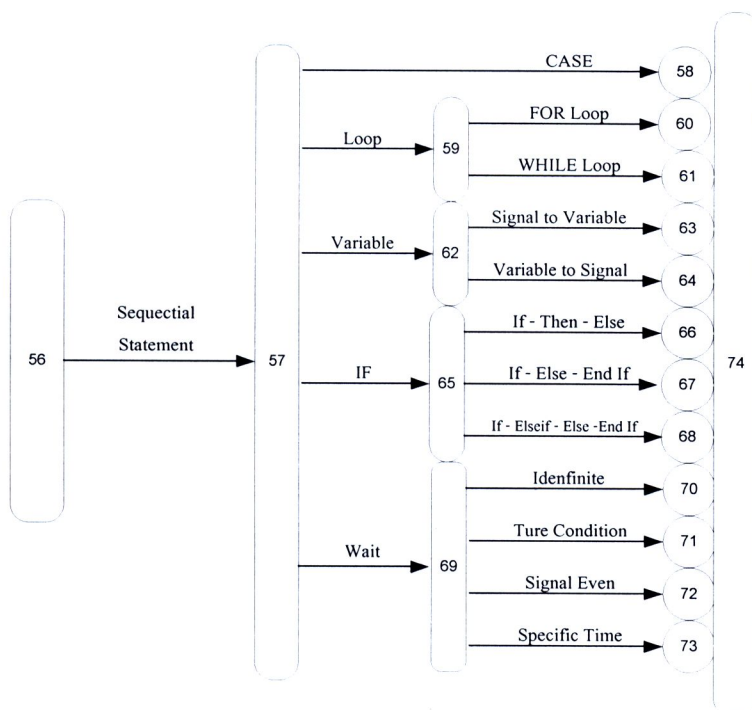 CASE
58
FOR Loop
60
Loop
59
WHILE Loop
61
Signal to Variable
63
Variable
62
Variable to Signal
64
Sequectial
Statement
56
57
If - Then - Else
66
74
IF
65
If - Else - End If
67
If - Elseif - Else -End If
68
Idenfinite
70
Ture Condition
71
Wait
69
Signal Even
72
Specific Time
73